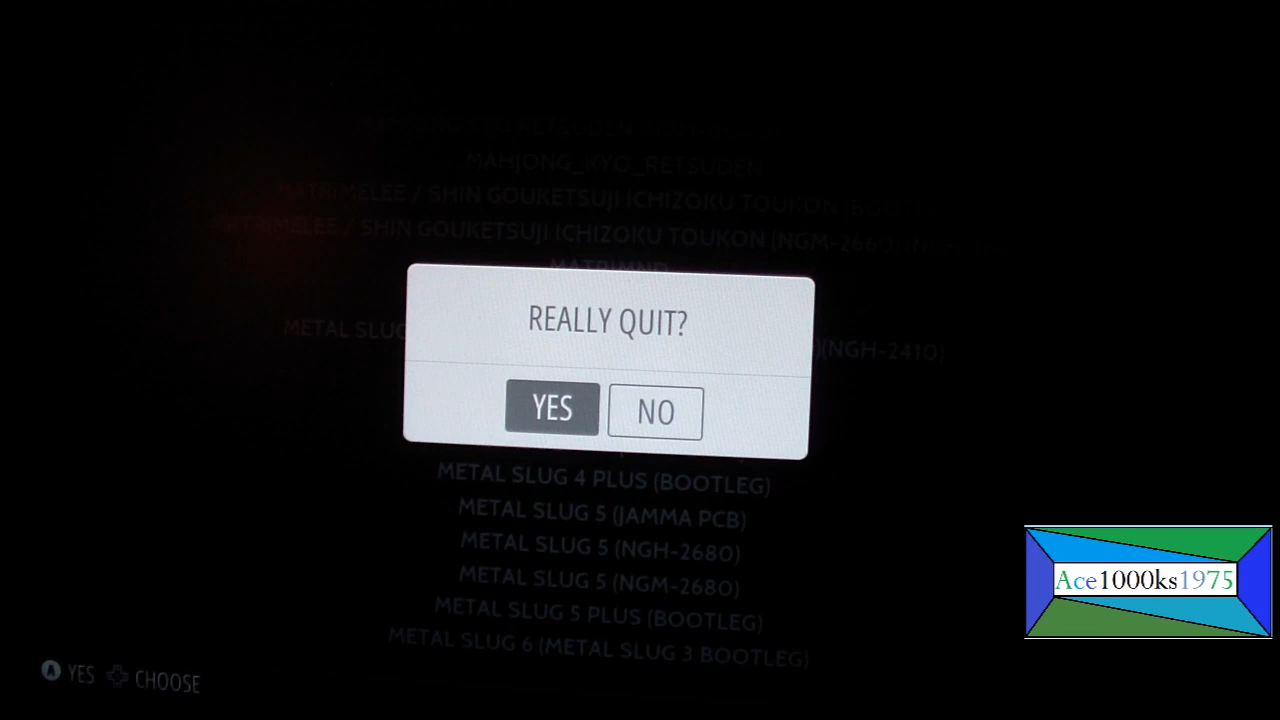 MAHJONG_KYO_RETSUDEN
MATRIMELEE / SHIN GOUKETSUJI ICHIZOKU TOUKON
MATRIMELEE / SHIN GOUKETSUJI ICHIZOKU TOUKON (NGM-2660)
METAL SLUG
)(NGH-2410)
REALLY QUIT?
YES NO
METAL SLUG 4 PLUS (BOOTLEG)
METAL SLUG 5 (JAMMA PCB)
METAL SLUG 5 (NGH-2680)
METAL SLUG 5 (NGM-2680)
METAL SLUG 5 PLUS (BOOTLEG)
METAL SLUG 6 (METAL SLUG 3 BOOTLEG)
A YES CHOOSE
Ace1000ks1975